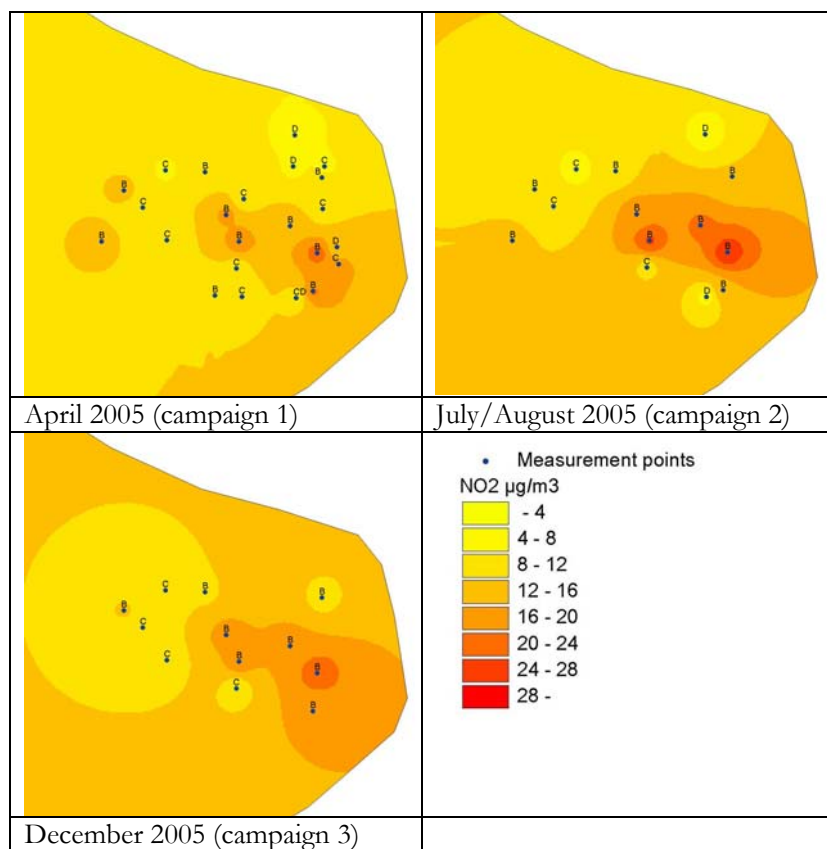 D
C B D C
B
B
C C C
B B
B C B D
B
C C
B
B C CD
D
C B B
B
C
B
B
B B
B
C
B
D
April 2005 (campaign 1)
July/August 2005 (campaign 2)
C B B
B
C
B
B
C B
B
C
B
Measurement points
NO2 µg/m3
- 4
4 - 8
8 - 12
12 - 16
16 - 20
20 - 24
24 - 28
28 -
December 2005 (campaign 3)